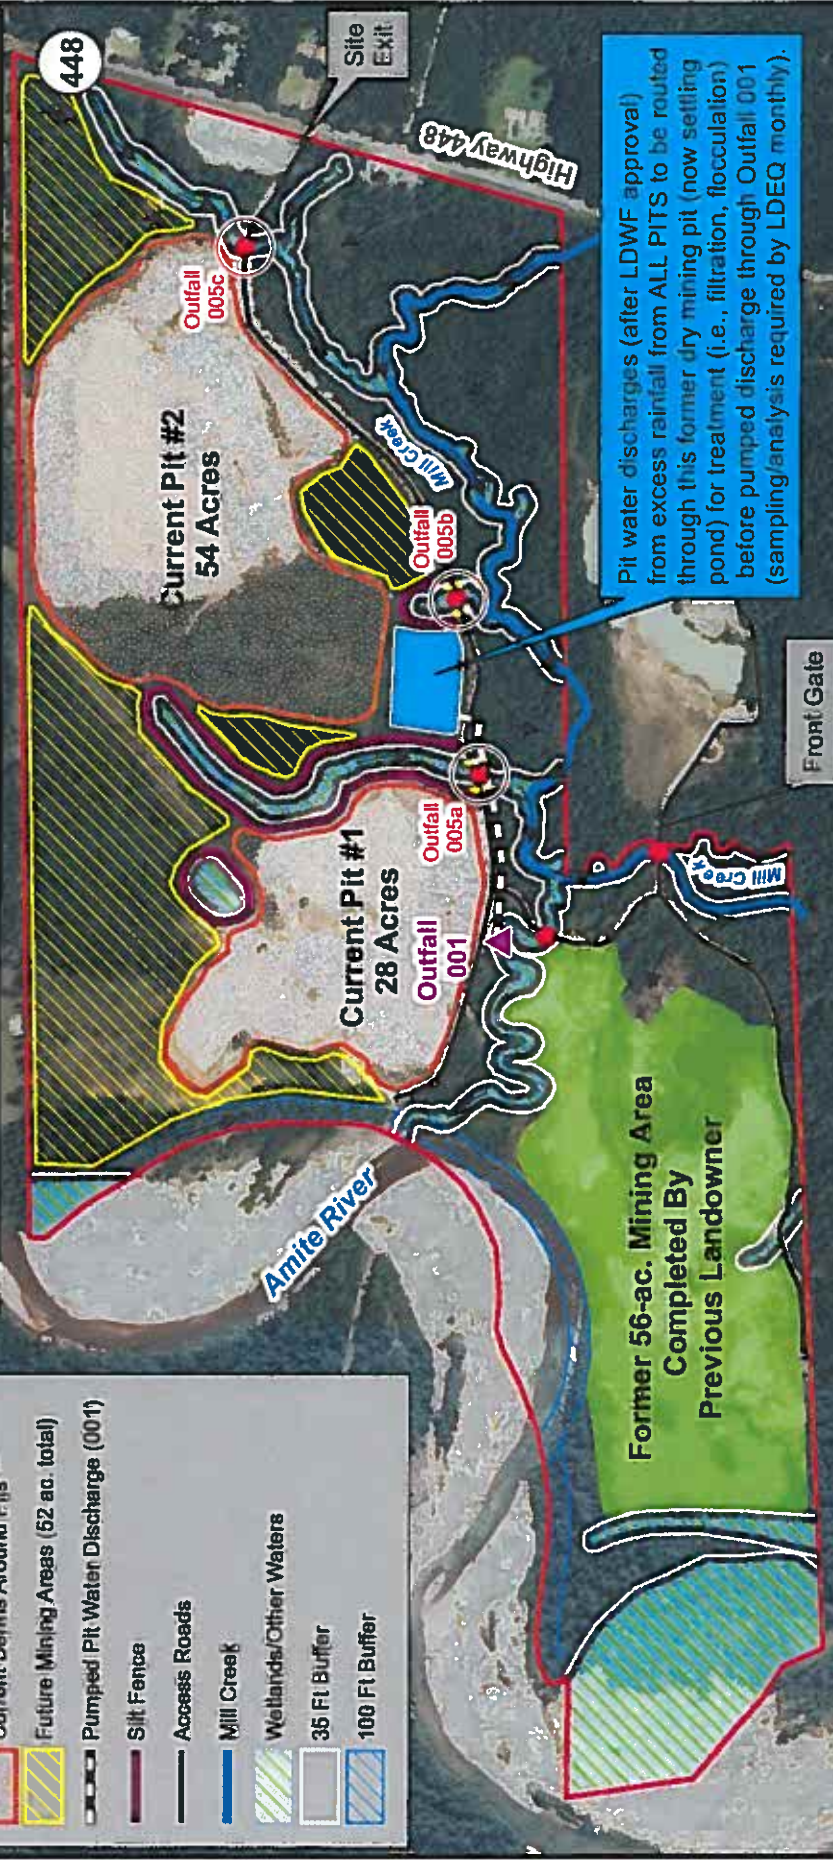 448
Site
Exit
Highway 448
Outfall
005c
Current Pit #2
54 Acres
Mill Creek
Outfall
005b
Pit water discharges (after LDWF approval)
from excess rainfall from ALL PITS to be routed
through this former dry mining pit (now settling
pond) for treatment (i.e., filtration, flocculation)
before pumped discharge through Outfall 001
(sampling/analysis required by LDEQ monthly).
Front Gate
Outfall
005a
Current Pit #1
28 Acres
Outfall
001
Mill Creek
Amite River
Former 56-ac. Mining Area
Completed By
Previous Landowner
Around Pits
Future Mining Areas (52 ac. total)
Pumped Pit Water Discharge (001)
Silt Fence
Access Roads
Mill Creek
Wetlands/Other Waters
35 Ft Buffer
100 Ft Buffer